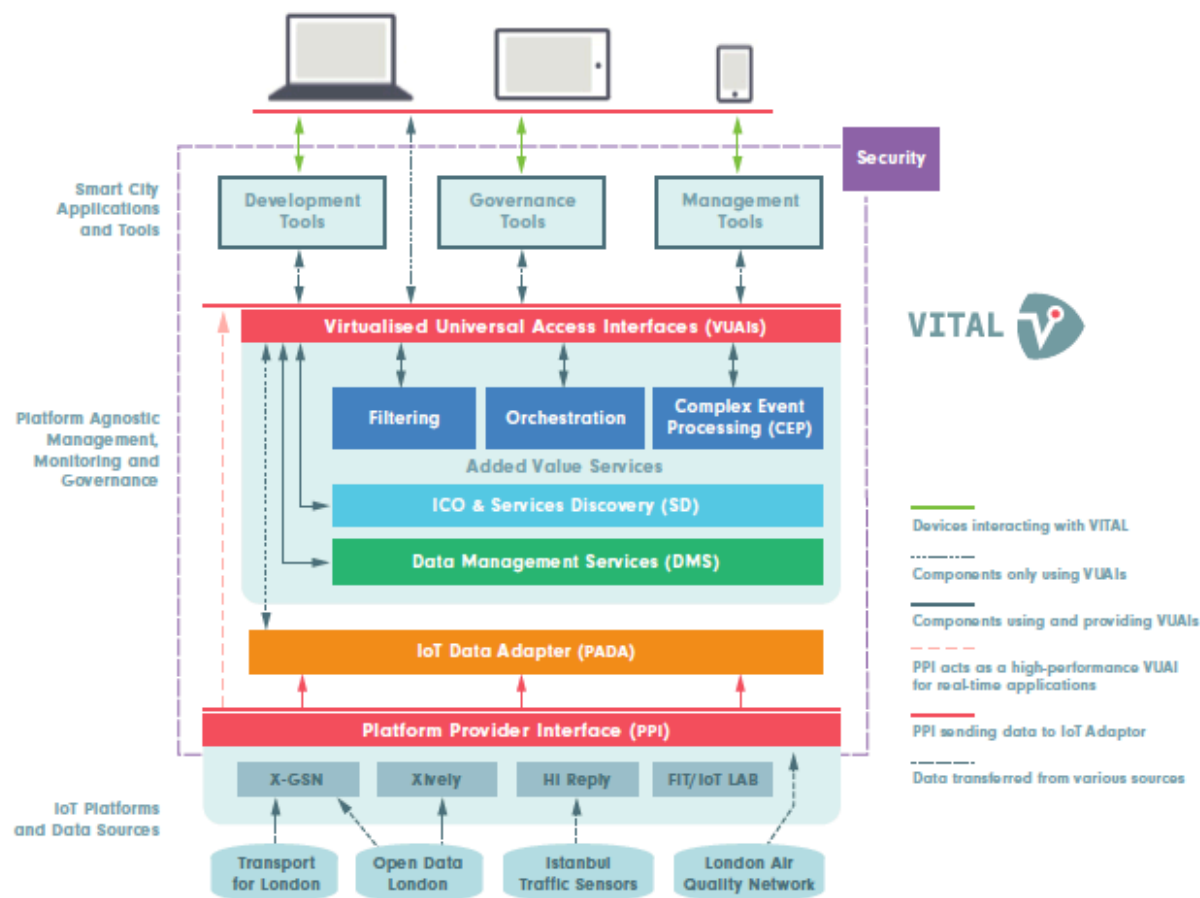 Security
Smart City
Applications
and Tools
Development
Tools
Governance
Tools
Management
Tools
Virtualised Universal Access Interfaces (VUAIs)
VITAL
Platform Agnostic
Management,
Monitoring and
Governance
Filtering
Orchestration
Complex Event
Processing (CEP)
Added Value Services
ICO & Services Discovery (SD)
Data Management Services (DMS)
IoT Data Adapter (PADA)
Platform Provider Interface (PPI)
X-GSN
Xively
Hi Reply
FIT/IoT LAB
IoT Platforms
and Data Sources
Transport
for London
Open Data
London
Istanbul
Traffic Sensors
London Air
Quality Network
Devices interacting with VITAL
Components only using VUAIs
Components using and providing VUAIs
PPI acts as a high-performance VUAI
for real-time applications
PPI sending data to IoT Adaptor
Data transferred from various sources